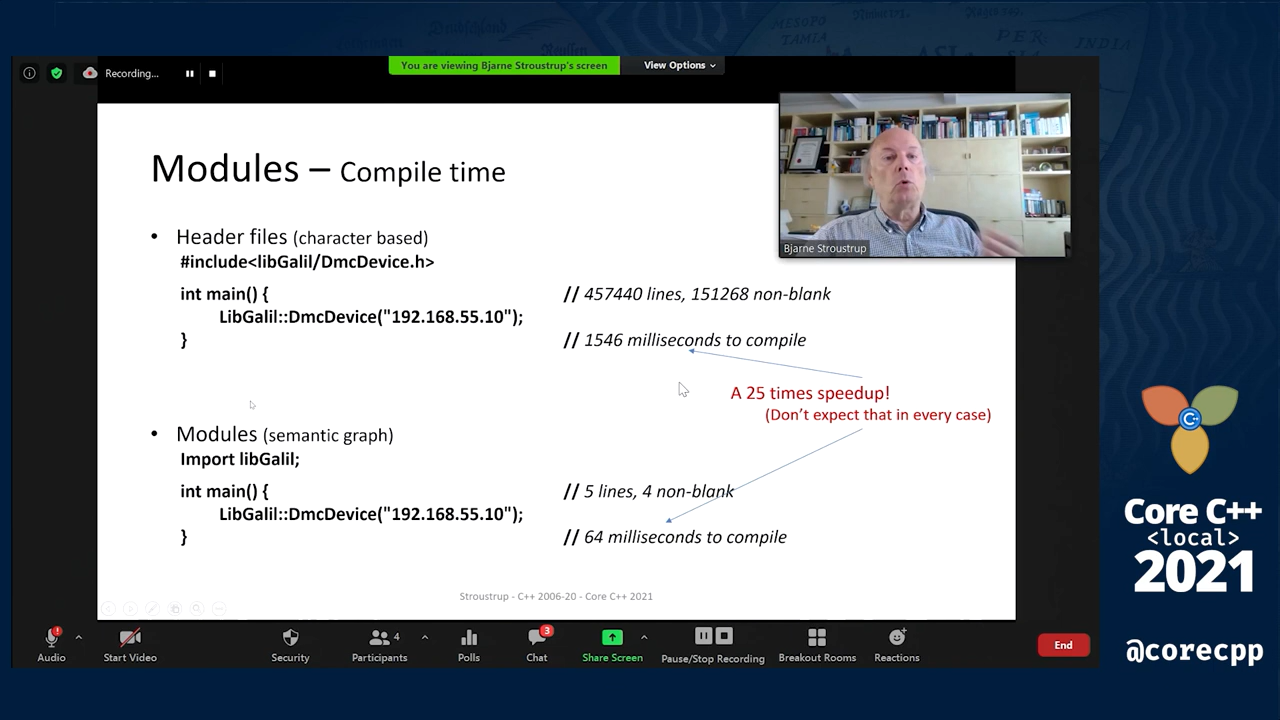 MESOPO
TAMIA
PER:
INDIA
Recording...
You are viewing Bjarne Stroustrup's screen
View Options
Modules – Compile time
Bjarne Stroustrup
• Header files (character based)
#include<libGalil/DmcDevice.h>
int main() { // 457440 lines, 151268 non-blank
LibGalil::DmcDevice("192.168.55.10");
} // 1546 milliseconds to compile
A 25 times speedup!
(Don't expect that in every case)
• Modules (semantic graph)
Import libGalil;
int main() { // 5 lines, 4 non-blank
LibGalil::DmcDevice("192.168.55.10");
} // 64 milliseconds to compile
Stroustrup - C++ 2006-20 - Core C++ 2021
C++
Core C++
<local>
2021
@corecpp
Audio
Start Video
Security
4
Participants
Polls
3
Chat
Share Screen
Pause/Stop Recording
Breakout Rooms
Reactions
End